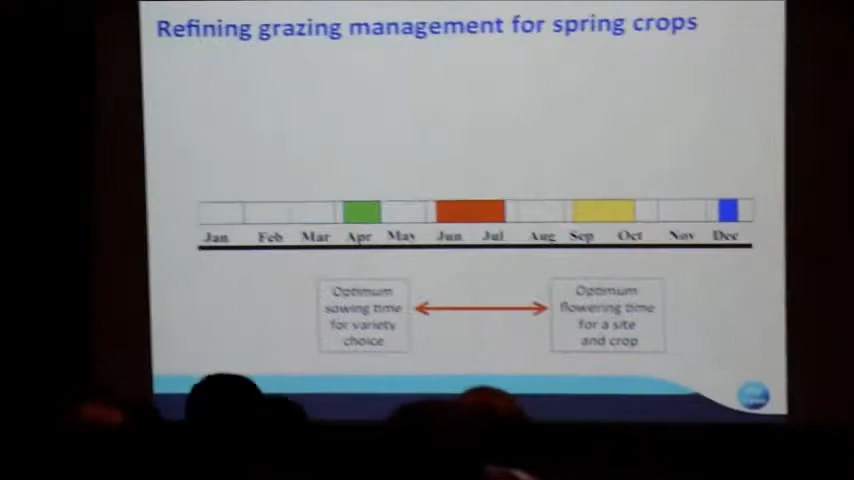 Refining grazing management for spring crops
Jan Feb Mar Apr May Jun Jul Aug Sep Oct Nov Dec
Optimum
sowing time
for variety
choice
Optimum
flowering time
for a site
and crop